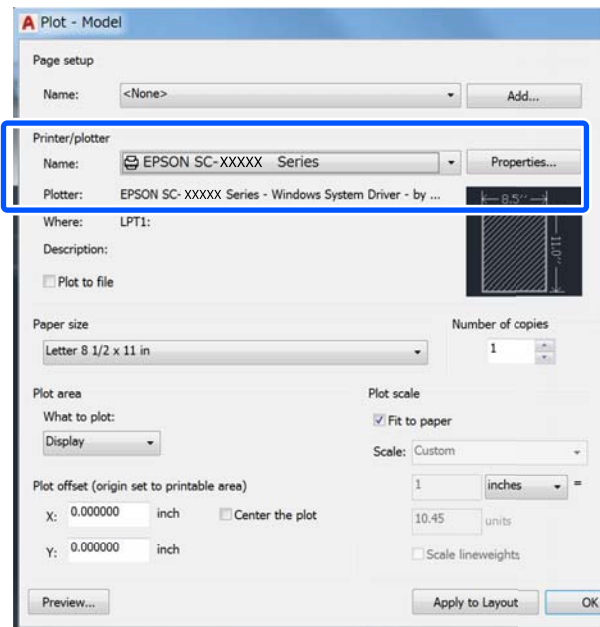 A Plot - Model
Page setup
Name: <None> Add...
Printer/plotter
Name: EPSON SC-XXXXX Series Properties...
Plotter: EPSON SC- XXXXX Series - Windows System Driver - by ...
8.5''
Where: LPT1:
11.0''
Description:
Plot to file
Paper size Number of copies
Letter 8 1/2 x 11 in 1
Plot area Plot scale
What to plot: Fit to paper
Display Scale: Custom
Plot offset (origin set to printable area) 1 inches =
X: 0.000000 inch Center the plot 10.45 units
Y: 0.000000 inch Scale lineweights
Preview... Apply to Layout OK